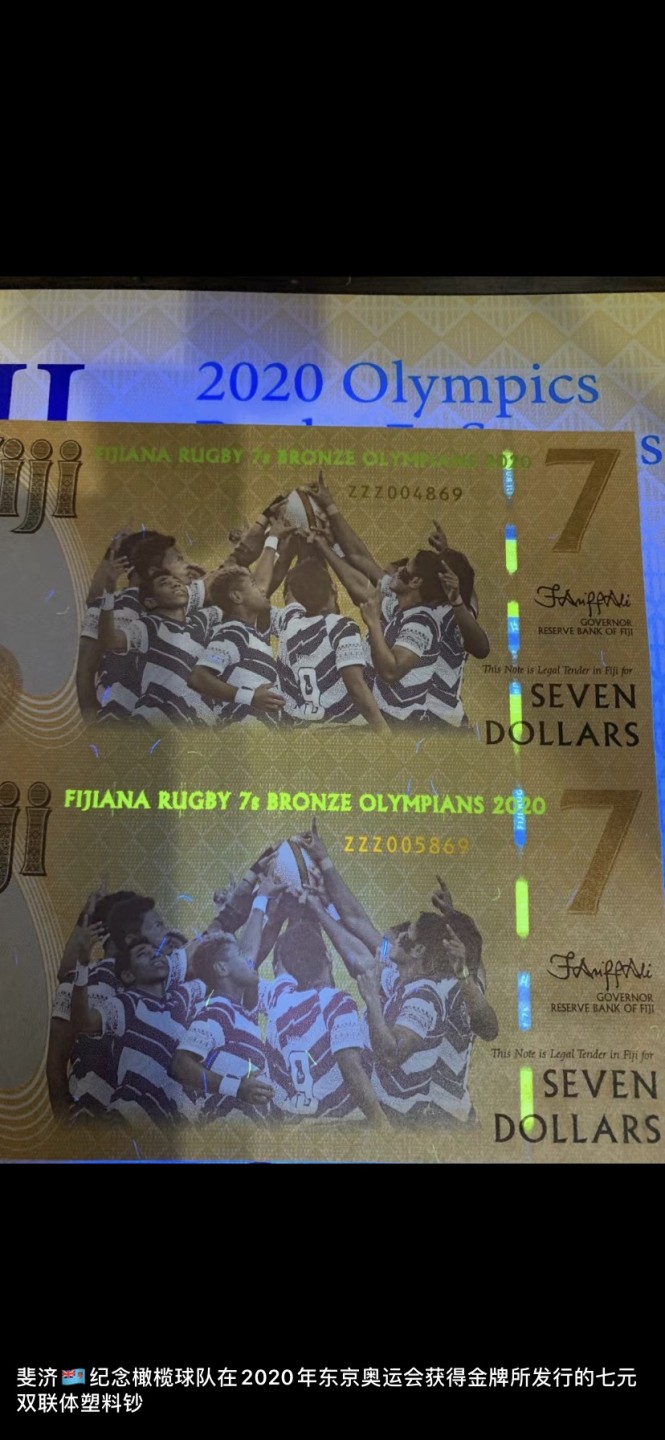 2020 Olympics
Fiji
FIJIANA RUGBY 7s BRONZE OLYMPIANS 2020
ZZZ004869
7
GOVERNOR
RESERVE BANK OF FIJI
This Note is Legal Tender in Fiji for
SEVEN
DOLLARS
FIJIANA RUGBY 7s BRONZE OLYMPIANS 2020
ZZZ005869
7
GOVERNOR
RESERVE BANK OF FIJI
This Note is Legal Tender in Fiji for
SEVEN
DOLLARS
斐济🇫🇯纪念橄榄球队在2020年东京奥运会获得金牌所发行的七元
双联体塑料钞